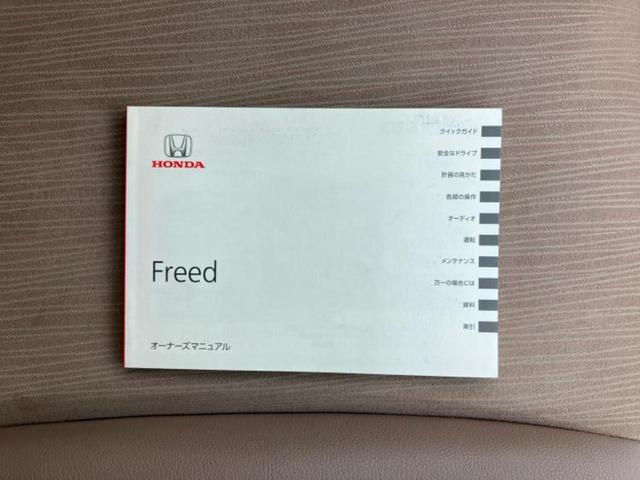 HONDA
Freed
オーナーズマニュアル
クイックガイド
安全なドライブ
計器の見かた
各部の操作
オーディオ
運転
メンテナンス
万一の場合には
資料
索引